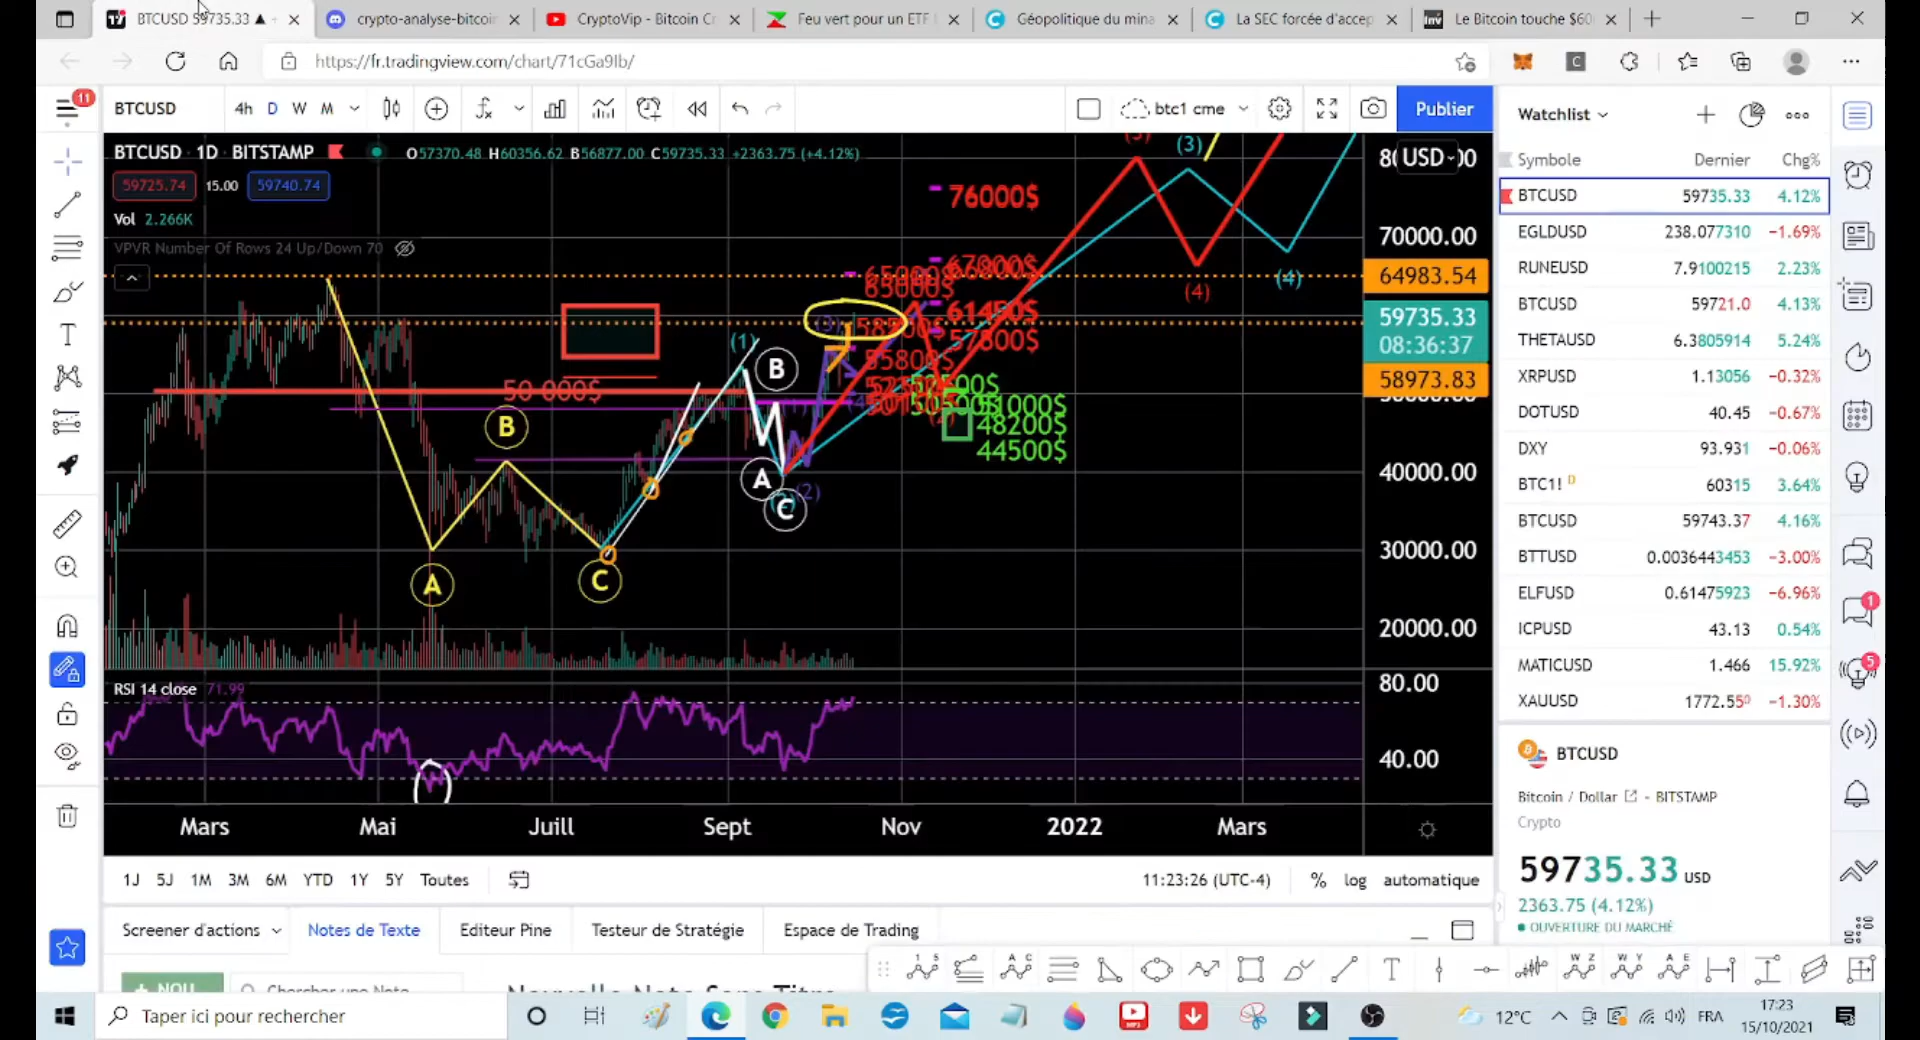 BTCUSD 59735.33 ▲
crypto-analyse-bitcoin
CryptoVip - Bitcoin Cr
Feu vert pour un ETF
Géopolitique du mina
La SEC forcée d'accep
Le Bitcoin touche $60
https://fr.tradingview.com/chart/71cGa9lb/
11
BTCUSD
4h D W M
btc1 cme
Publier
Watchlist
BTCUSD · 1D · BITSTAMP
O57370.48 H60356.62 B56877.00 C59735.33 +2363.75 (+4.12%)
59725.74 15.00 59740.74
Vol 2.266K
VPVR Number Of Rows 24 Up/Down 70
USD
70000.00
64983.54
59735.33
08:36:37
58973.83
40000.00
30000.00
20000.00
76000$
(3)
(4)
(4)
65000$
67000$
61450$
58500$
57800$
55800$
50 000$
50500$
51000$
48200$
44500$
(1)
(2)
B
A
C
B
A
C
RSI 14 close 71.99
80.00
40.00
Mars Mai Juill Sept Nov 2022 Mars
1J 5J 1M 3M 6M YTD 1Y 5Y Toutes
11:23:26 (UTC-4) % log automatique
Screener d'actions Notes de Texte Editeur Pine Testeur de Stratégie Espace de Trading
Symbole Dernier Chg%
BTCUSD 59735.33 4.12%
EGLDUSD 238.077310 −1.69%
RUNEUSD 7.9100215 2.23%
BTCUSD 59721.0 4.13%
THETAUSD 6.3805914 5.24%
XRPUSD 1.13056 −0.32%
DOTUSD 40.45 −0.67%
DXY 93.931 −0.06%
BTC1! D 60315 3.64%
BTCUSD 59743.37 4.16%
BTTUSD 0.0036443453 −3.00%
ELFUSD 0.61475923 −6.96%
ICPUSD 43.13 0.54%
MATICUSD 1.466 15.92%
XAUUSD 1772.55 −1.30%
BTCUSD
Bitcoin / Dollar - BITSTAMP
Crypto
59735.33 USD
2363.75 (4.12%)
OUVERTURE DU MARCHÉ
1
5
Taper ici pour rechercher
12°C
FRA
17:23
15/10/2021